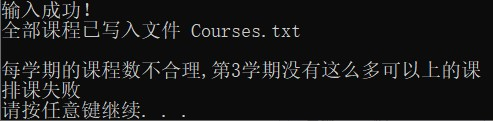 输入成功!
全部课程已写入文件 Courses.txt
每学期的课程数不合理,第3学期没有这么多可以上的课
排课失败
请按任意键继续. . .